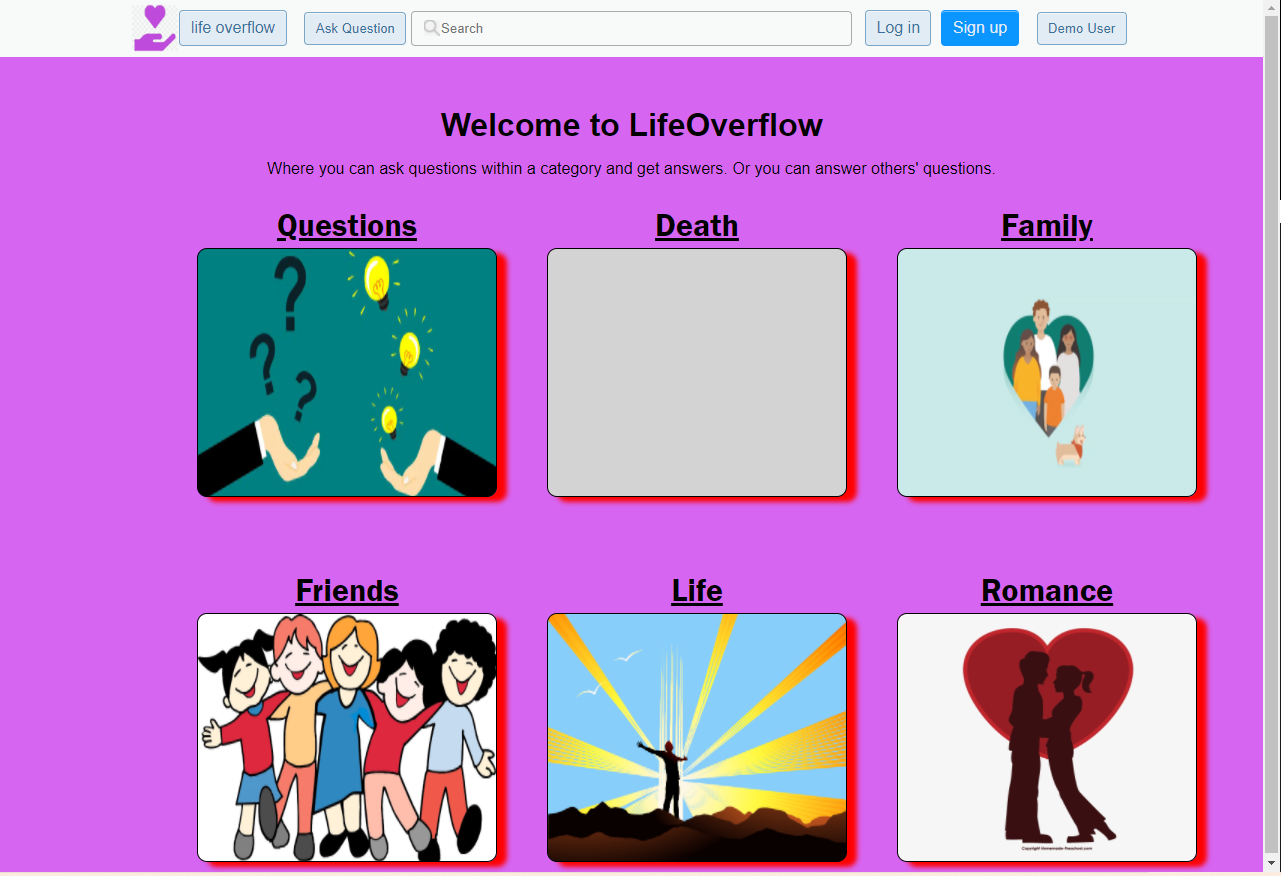 life overflow
Ask Question
Search
Log in
Sign up
Demo User
Welcome to LifeOverflow
Where you can ask questions within a category and get answers. Or you can answer others' questions.
Questions
Death
Family
Friends
Life
Romance